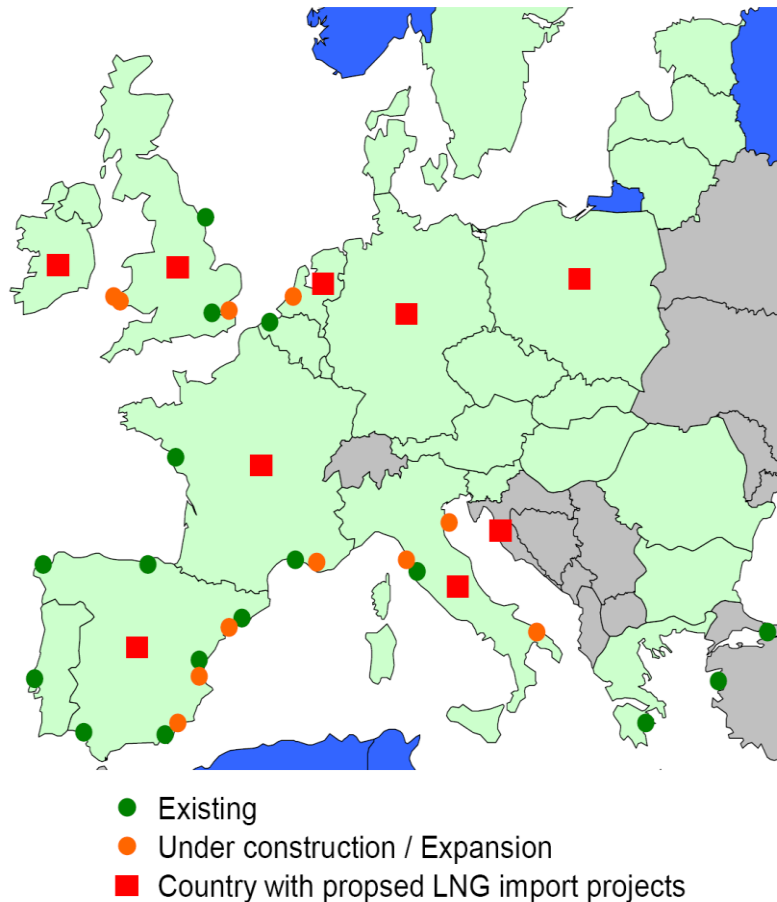 Existing
Under construction / Expansion
Country with propsed LNG import projects